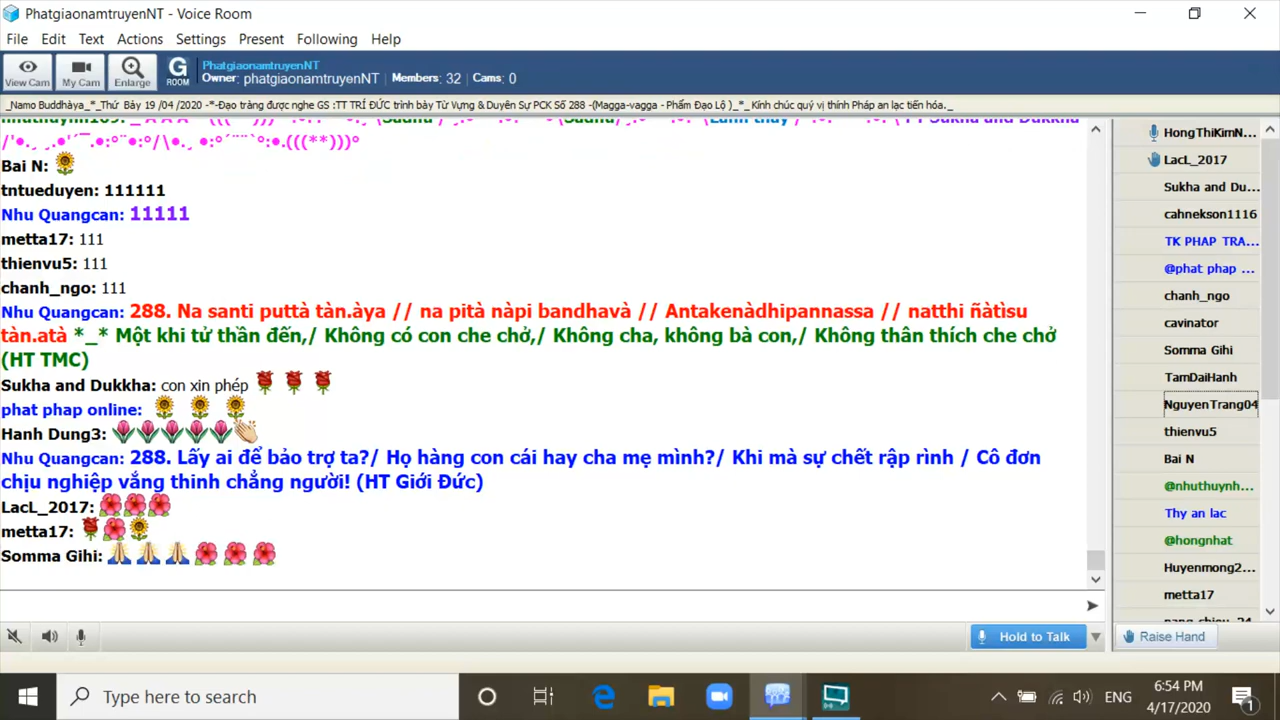 PhatgiaonamtruyenNT - Voice Room
File Edit Text Actions Settings Present Following Help
View Cam My Cam Enlarge G ROOM
PhatgiaonamtruyenNT
Owner: phatgiaonamtruyenNT Members: 32 Cams: 0
_Namo Buddhàya_*_Thứ Bảy 19 /04 /2020 -*-Đạo tràng được nghe GS :TT TRÍ ĐỨC trình bày Từ Vựng & Duyên Sự PCK Số 288 -(Magga-vagga - Phẩm Đạo Lộ )_*_ Kính chúc quý vị thính Pháp an lạc tiến hóa._
Bai N:
tntueduyen: 111111
Nhu Quangcan: 11111
metta17: 111
thienvu5: 111
chanh_ngo: 111
Nhu Quangcan: 288. Na santi puttà tàn.àya // na pità nàpi bandhavà // Antakenàdhipannassa // natthi ñàtìsu
tàn.atà *_* Một khi tử thần đến,/ Không có con che chở,/ Không cha, không bà con,/ Không thân thích che chở
(HT TMC)
Sukha and Dukkha: con xin phép
phat phap online:
Hanh Dung3:
Nhu Quangcan: 288. Lấy ai để bảo trợ ta?/ Họ hàng con cái hay cha mẹ mình?/ Khi mà sự chết rập rình / Cô đơn
chịu nghiệp vắng thinh chẳng người! (HT Giới Đức)
LacL_2017:
metta17:
Somma Gihi:
HongThiKimN...
LacL_2017
Sukha and Du...
cahnekson1116
TK PHAP TRA...
@phat phap ...
chanh_ngo
cavinator
Somma Gihi
TamDaiHanh
NguyenTrang04
thienvu5
Bai N
@nhuthuynh...
Thy an lac
@hongnhat
Huyenmong2...
metta17
Hold to Talk
Raise Hand
Type here to search
ENG
6:54 PM
4/17/2020
1